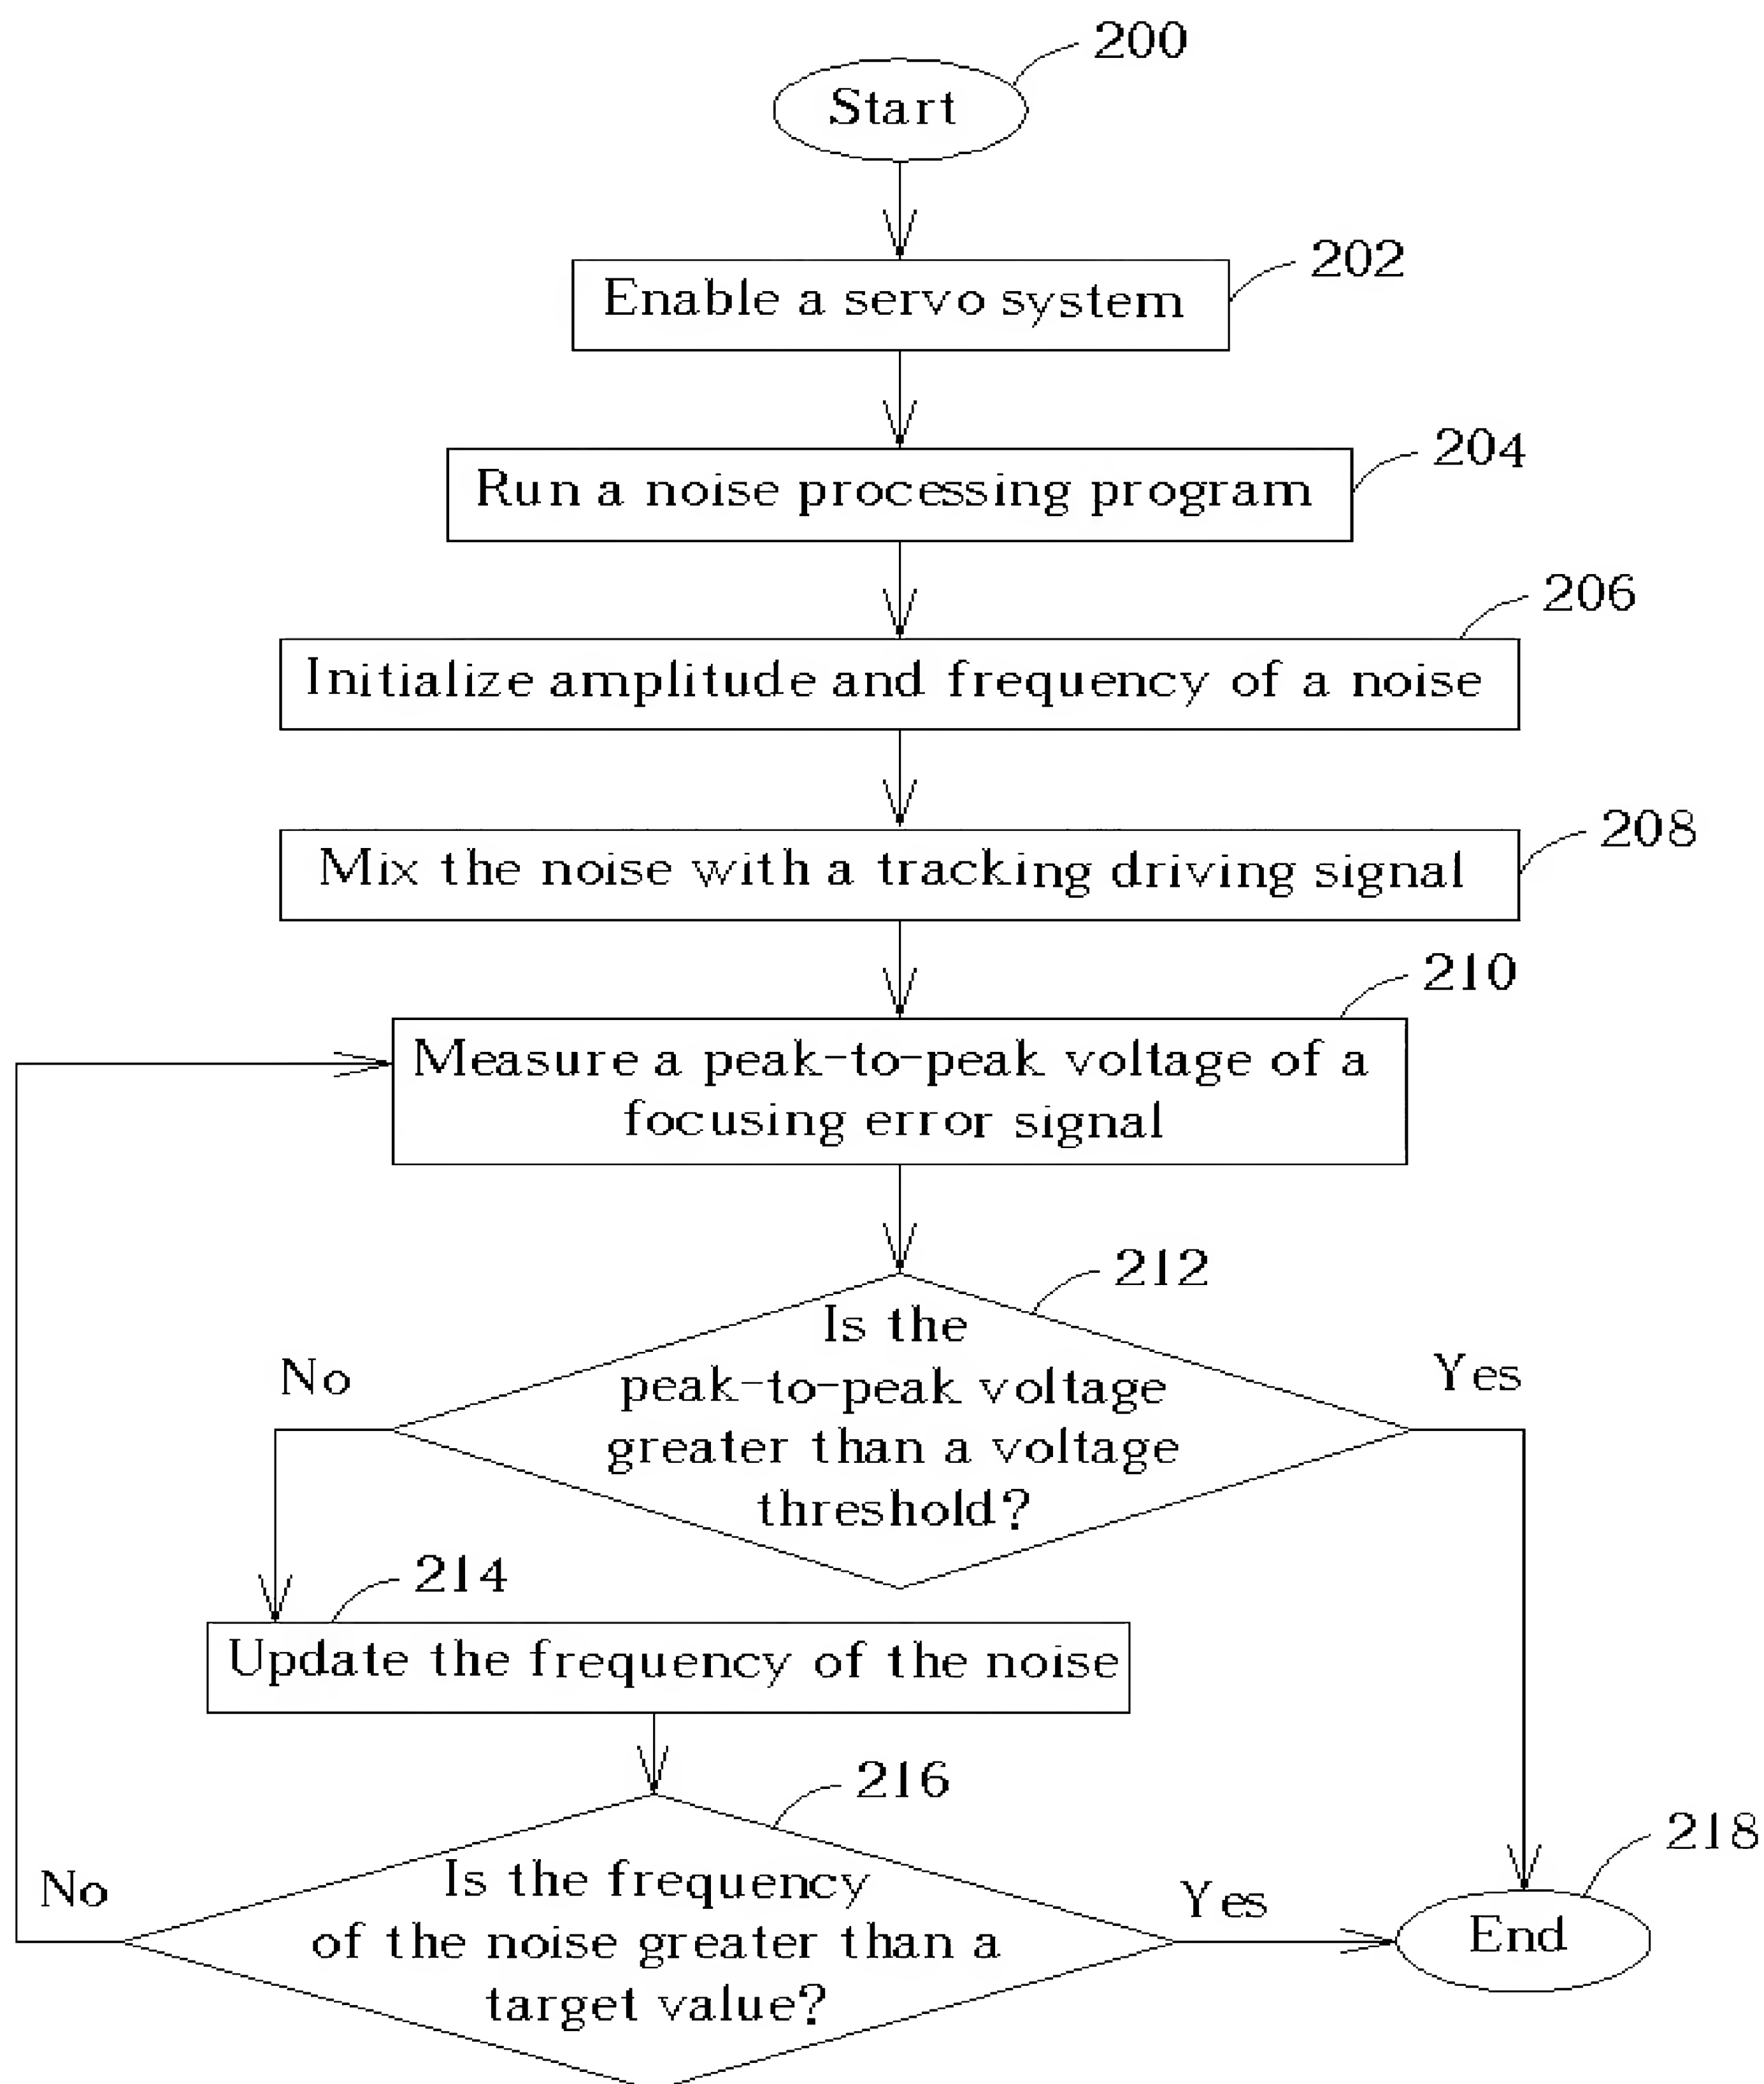 200
Start
202
Enable a servo system
204
Run a noise processing program
206
Initialize amplitude and frequency of a noise
208
Mix the noise with a tracking driving signal
210
Measure a peak-to-peak voltage of a
focusing error signal
212
Is the
peak-to-peak voltage
greater than a voltage
threshold?
No
Yes
214
Update the frequency of the noise
216
Is the frequency
of the noise greater than a
target value?
No
Yes
218
End